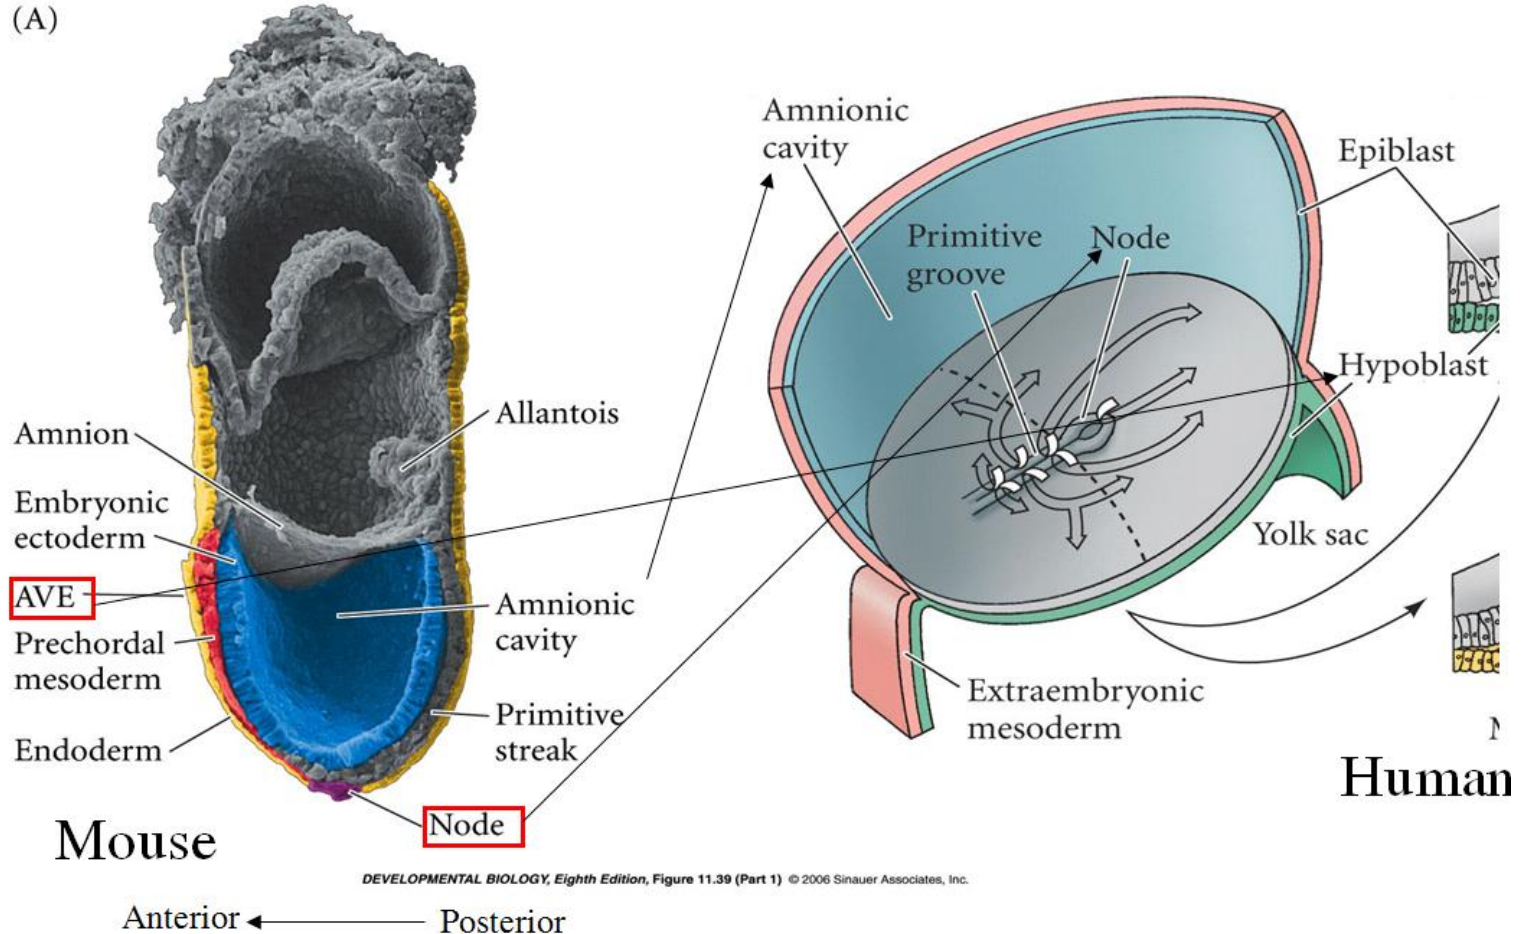 (A)
Amnion
Embryonic
ectoderm
AVE
Prechordal
mesoderm
Endoderm
Allantois
Amnionic
cavity
Primitive
streak
Node
Mouse
Amnionic
cavity
Primitive
groove
Node
Epiblast
Hypoblast
Yolk sac
Extraembryonic
mesoderm
Human
DEVELOPMENTAL BIOLOGY, Eighth Edition, Figure 11.39 (Part 1) © 2006 Sinauer Associates, Inc.
Anterior Posterior